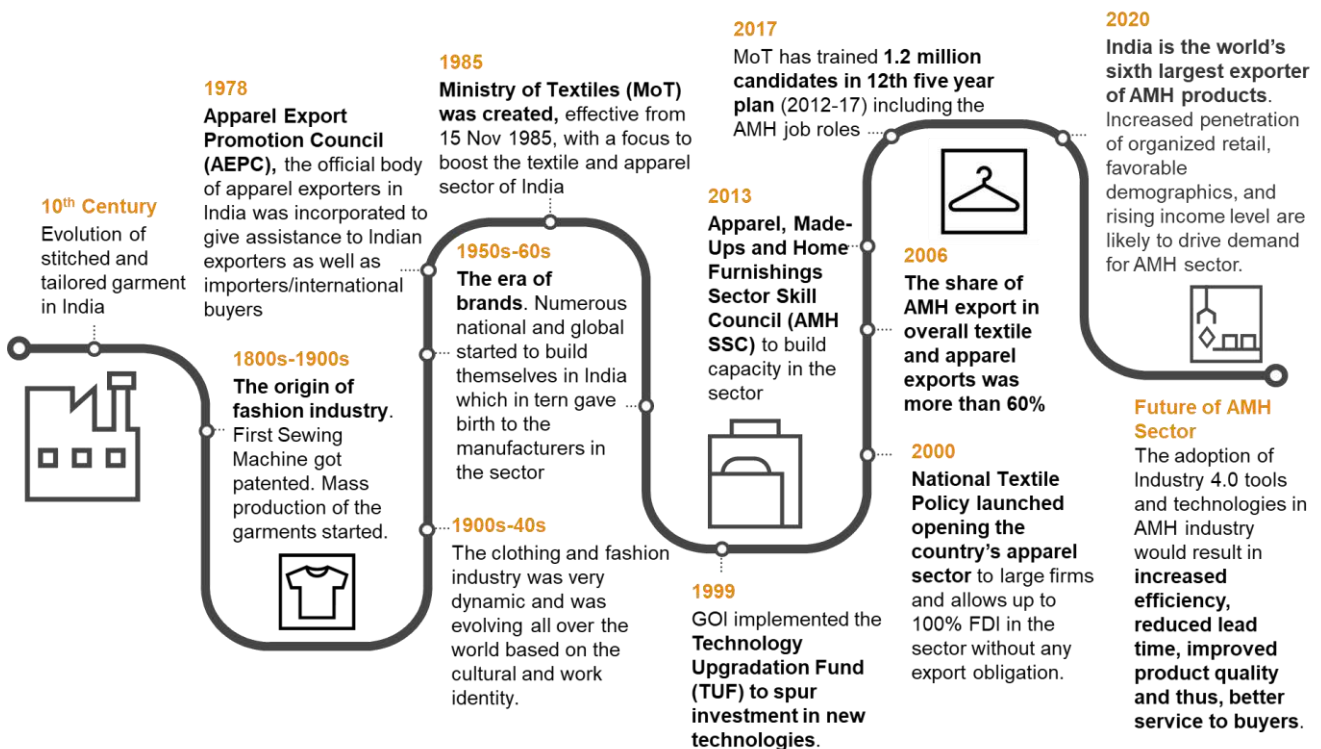 10th Century
Evolution of
stitched and
tailored garment
in India
1800s-1900s
The origin of
fashion industry.
First Sewing
Machine got
patented. Mass
production of the
garments started.
1900s-40s
The clothing and fashion
industry was very
dynamic and was
evolving all over the
world based on the
cultural and work
identity.
1950s-60s
The era of
brands. Numerous
national and global
started to build
themselves in India
which in tern gave
birth to the
manufacturers in
the sector
1978
Apparel Export
Promotion Council
(AEPC), the official body
of apparel exporters in
India was incorporated to
give assistance to Indian
exporters as well as
importers/international
buyers
1985
Ministry of Textiles (MoT)
was created, effective from
15 Nov 1985, with a focus to
boost the textile and apparel
sector of India
1999
GOI implemented the
Technology
Upgradation Fund
(TUF) to spur
investment in new
technologies.
2000
National Textile
Policy launched
opening the
country's apparel
sector to large firms
and allows up to
100% FDI in the
sector without any
export obligation.
2006
The share of
AMH export in
overall textile
and apparel
exports was
more than 60%
2013
Apparel, Made-
Ups and Home
Furnishings
Sector Skill
Council (AMH
SSC) to build
capacity in the
sector
2017
MoT has trained 1.2 million
candidates in 12th five year
plan (2012-17) including the
AMH job roles
2020
India is the world's
sixth largest exporter
of AMH products.
Increased penetration
of organized retail,
favorable
demographics, and
rising income level are
likely to drive demand
for AMH sector.
Future of AMH
Sector
The adoption of
Industry 4.0 tools
and technologies in
AMH industry
would result in
increased
efficiency,
reduced lead
time, improved
product quality
and thus, better
service to buyers.